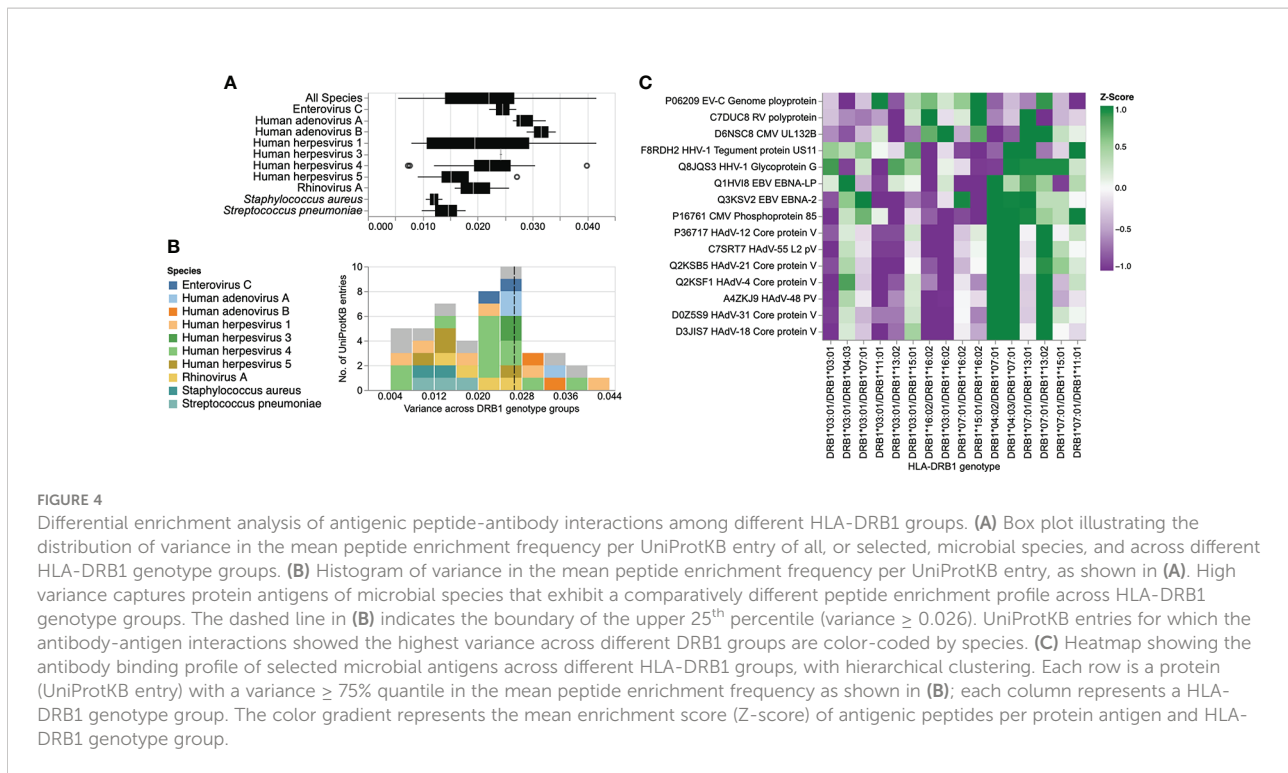 A
All Species
Enterovirus C
Human adenovirus A
Human adenovirus B
Human herpesvirus 1
Human herpesvirus 3
Human herpesvirus 4
Human herpesvirus 5
Rhinovirus A
Staphylococcus aureus
Streptococcus pneumoniae
0.000 0.010 0.020 0.030 0.040
B
Species
Enterovirus C
Human adenovirus A
Human adenovirus B
Human herpesvirus 1
Human herpesvirus 3
Human herpesvirus 4
Human herpesvirus 5
Rhinovirus A
Staphylococcus aureus
Streptococcus pneumoniae
No. of UniProtKB entries
10
8
6
4
2
0
0.004 0.012 0.020 0.028 0.036 0.044
Variance across DRB1 genotype groups
C
P06209 EV-C Genome ployprotein
C7DUC8 RV polyprotein
D6NSC8 CMV UL132B
F8RDH2 HHV-1 Tegument protein US11
Q8JQS3 HHV-1 Glycoprotein G
Q1HVI8 EBV EBNA-LP
Q3KSV2 EBV EBNA-2
P16761 CMV Phosphoprotein 85
P36717 HAdV-12 Core protein V
C7SRT7 HAdV-55 L2 pV
Q2KSB5 HAdV-21 Core protein V
Q2KSF1 HAdV-4 Core protein V
A4ZKJ9 HAdV-48 PV
D0Z5S9 HAdV-31 Core protein V
D3JIS7 HAdV-18 Core protein V
DRB1*03:01/DRB1*03:01
DRB1*03:01/DRB1*04:03
DRB1*03:01/DRB1*07:01
DRB1*03:01/DRB1*11:01
DRB1*03:01/DRB1*13:02
DRB1*03:01/DRB1*15:01
DRB1*16:02/DRB1*16:02
DRB1*03:01/DRB1*16:02
DRB1*07:01/DRB1*16:02
DRB1*15:01/DRB1*16:02
DRB1*04:02/DRB1*07:01
DRB1*04:03/DRB1*07:01
DRB1*07:01/DRB1*13:01
DRB1*07:01/DRB1*13:02
DRB1*07:01/DRB1*15:01
DRB1*07:01/DRB1*11:01
HLA-DRB1 genotype
Z-Score
1.0
0.5
0.0
−0.5
−1.0
FIGURE 4
Differential enrichment analysis of antigenic peptide-antibody interactions among different HLA-DRB1 groups. (A) Box plot illustrating the
distribution of variance in the mean peptide enrichment frequency per UniProtKB entry of all, or selected, microbial species, and across different
HLA-DRB1 genotype groups. (B) Histogram of variance in the mean peptide enrichment frequency per UniProtKB entry, as shown in (A). High
variance captures protein antigens of microbial species that exhibit a comparatively different peptide enrichment profile across HLA-DRB1
genotype groups. The dashed line in (B) indicates the boundary of the upper 25th percentile (variance ≥ 0.026). UniProtKB entries for which the
antibody-antigen interactions showed the highest variance across different DRB1 groups are color-coded by species. (C) Heatmap showing the
antibody binding profile of selected microbial antigens across different HLA-DRB1 groups, with hierarchical clustering. Each row is a protein
(UniProtKB entry) with a variance ≥ 75% quantile in the mean peptide enrichment frequency as shown in (B); each column represents a HLA-
DRB1 genotype group. The color gradient represents the mean enrichment score (Z-score) of antigenic peptides per protein antigen and HLA-
DRB1 genotype group.